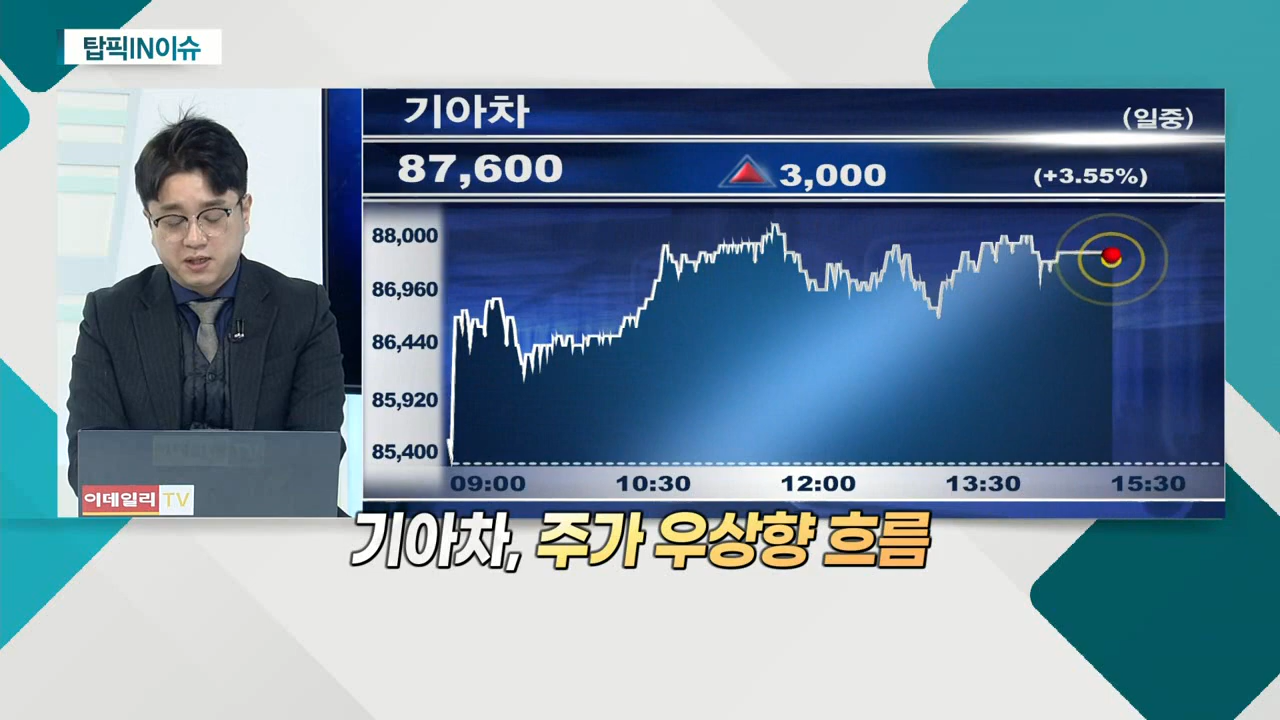 탑픽IN이슈
기아차
(일중)
87,600
3,000
(+3.55%)
88,000
86,960
86,440
85,920
85,400
09:00
10:30
12:00
13:30
15:30
이데일리 TV
기아차, 주가 우상향 흐름